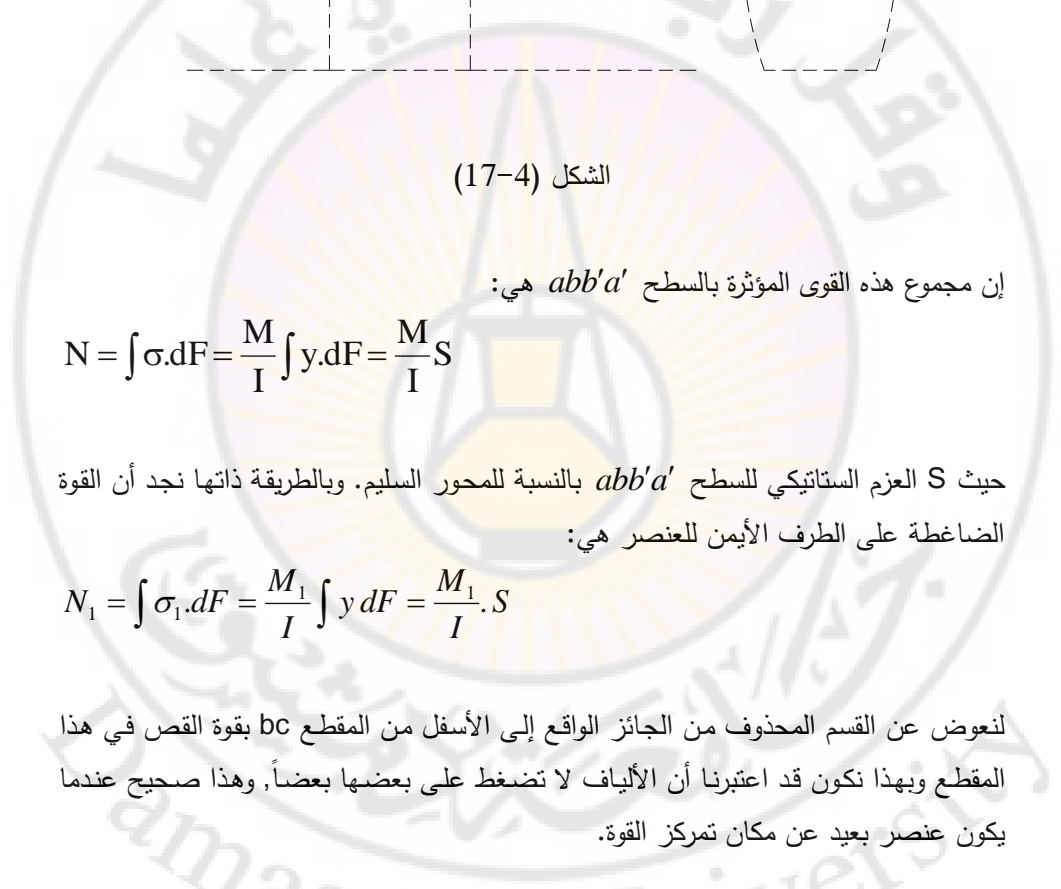 الشكل (4-17)
إن مجموع هذه القوى المؤثرة بالسطح abb'a' هي:
N = ∫ σ.dF = M/I ∫ y.dF = M/I S
حيث S العزم الستاتيكي للسطح abb'a' بالنسبة للمحور السليم. وبالطريقة ذاتها نجد أن القوة
الضاغطة على الطرف الأيمن للعنصر هي:
N₁ = ∫ σ₁.dF = M₁/I ∫ y dF = M₁/I . S
لنعوض عن القسم المحذوف من الجائز الواقع إلى الأسفل من المقطع bc بقوة القص في هذا
المقطع وبهذا نكون قد اعتبرنا أن الألياف لا تضغط على بعضها بعضاً, وهذا صحيح عندما
يكون عنصر بعيد عن مكان تمركز القوة.